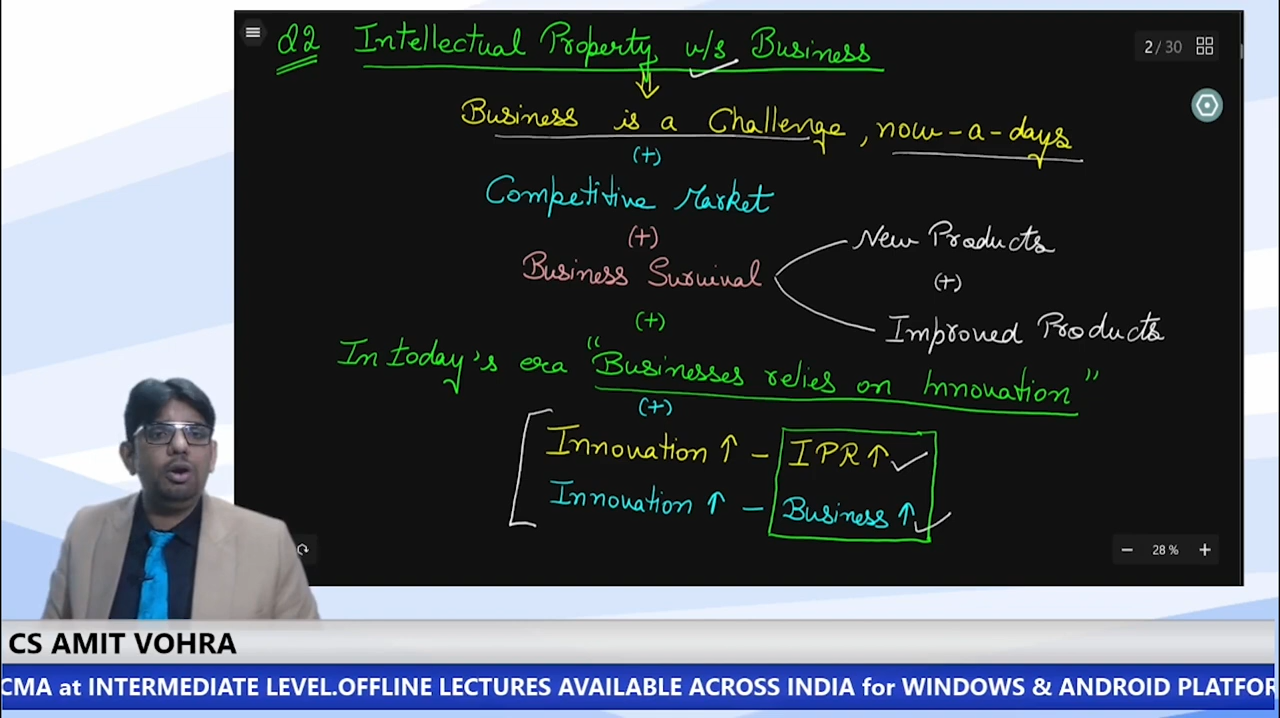 Q2 Intellectual Property v/s Business
2/30
Business is a Challenge, now-a-days
(+)
Competitive Market
(+)
Business Survival
New Products
(+)
Improved Products
(+)
In today's era "Businesses relies on Innovation"
(+)
Innovation ↑ - IPR ↑
Innovation ↑ - Business ↑
28 %
CS AMIT VOHRA
CMA at INTERMEDIATE LEVEL.OFFLINE LECTURES AVAILABLE ACROSS INDIA for WINDOWS & ANDROID PLATFOR